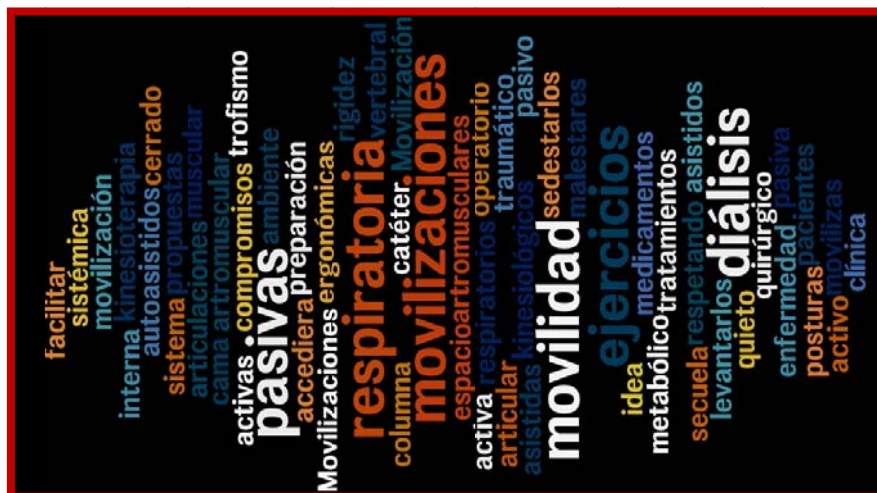 facilitar
sistémica
movilización
interna
kinesioterapia
autoasistidos
cerrado
sistema
propuestas
articulaciones
muscular
cama
artromuscular
activas
compromisos
trofismo
pasivas
ambiente
accediera
preparación
Movilizaciones
ergonómicas
rigidez
respiratoria
vertebral
columna
catéter
Movilización
movilizaciones
espacio
artromusculares
activa
respiratorios
operatorio
articular
traumático
asistidas
kinesiológicos
pasivo
movilidad
sedestarlos
malestares
ejercicios
idea
medicamentos
metabólico
tratamientos
secuela
respetando
asistidos
levantarlos
diálisis
quieto
quirúrgico
enfermedad
pasiva
pacientes
posturas
movilizas
activo
clínica